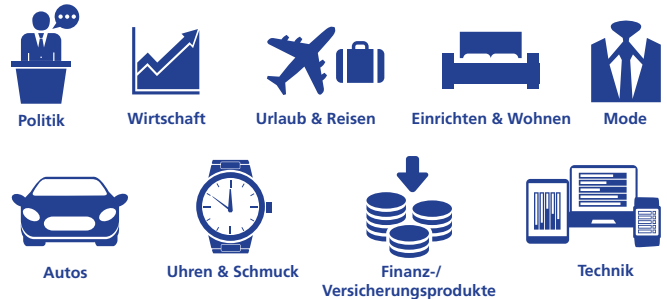 Politik
Wirtschaft
Urlaub & Reisen
Einrichten & Wohnen
Mode
Autos
Uhren & Schmuck
Finanz-/
Versicherungsprodukte
Technik